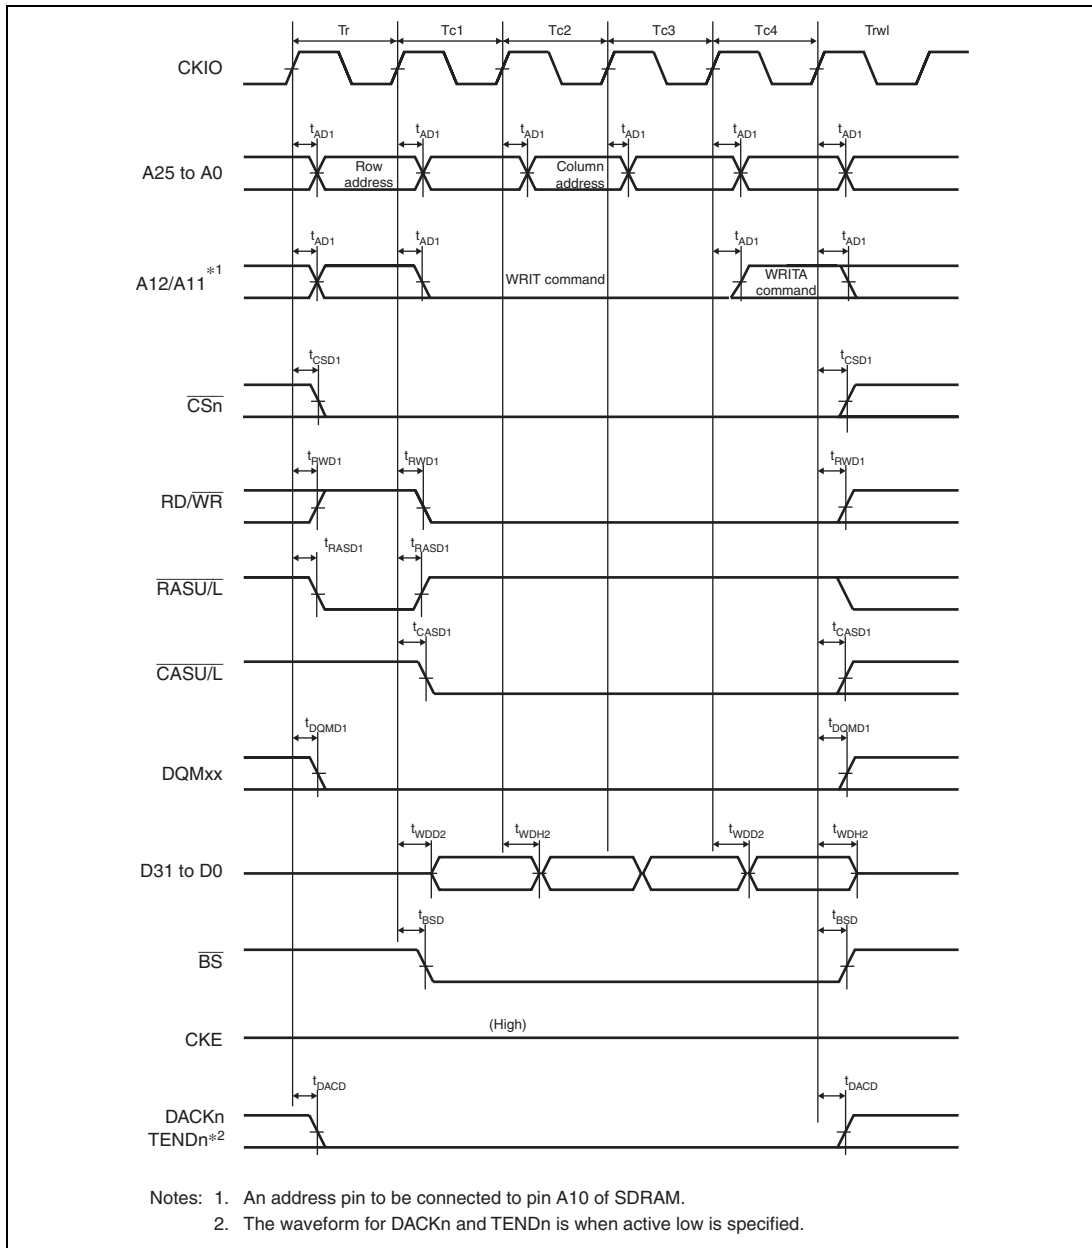 Tr Tc1 Tc2 Tc3 Tc4 Trwl
CKIO
tAD1 tAD1 tAD1 tAD1 tAD1 tAD1
A25 to A0
Row address
Column address
tAD1 tAD1 tAD1 tAD1
A12/A11*1
WRIT command
WRITA command
tCSD1 tCSD1
CSn
tRWD1 tRWD1 tRWD1
RD/WR
tRASD1 tRASD1
RASU/L
tCASD1 tCASD1
CASU/L
tDQMD1 tDQMD1
DQMxx
tWDD2 tWDH2 tWDD2 tWDH2
D31 to D0
tBSD tBSD
BS
(High)
CKE
tDACD tDACD
DACKn
TENDn*2
Notes: 1. An address pin to be connected to pin A10 of SDRAM.
2. The waveform for DACKn and TENDn is when active low is specified.